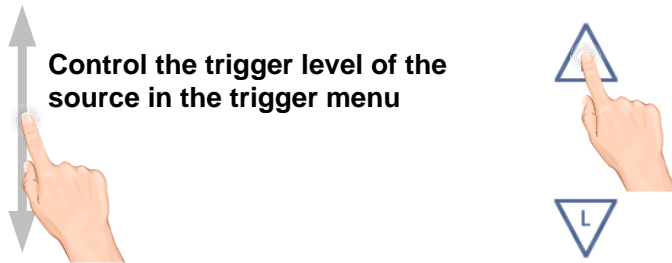 Control the trigger level of the
source in the trigger menu
L